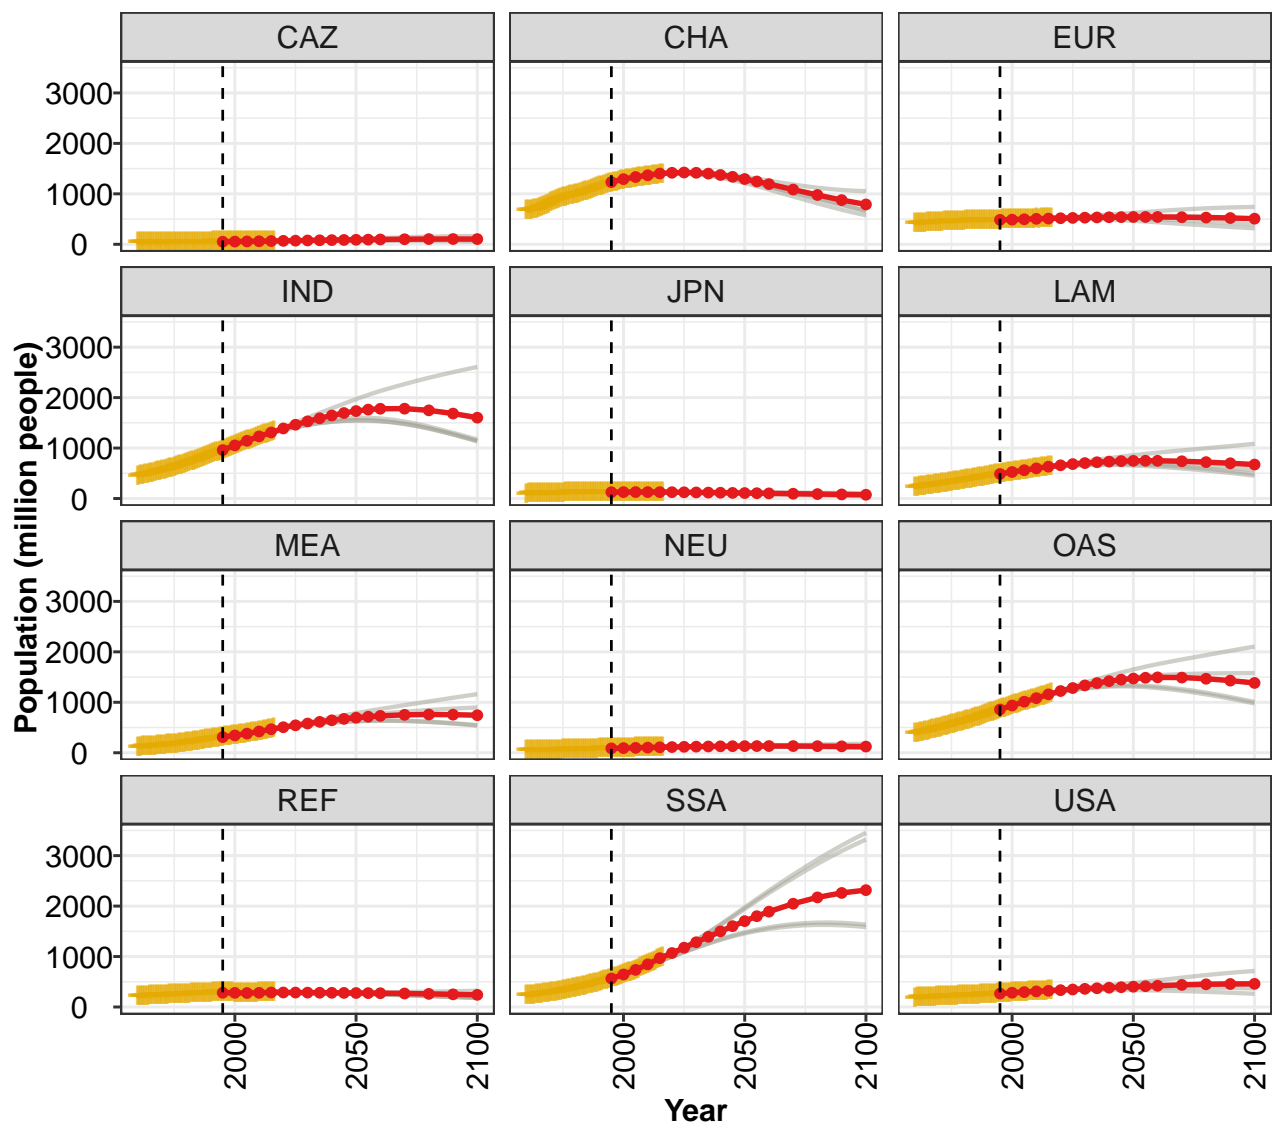 CAZ CHA EUR
3000
2000
1000
0
IND JPN LAM
3000
2000
1000
0
MEA NEU OAS
3000
2000
1000
0
REF SSA USA
3000
2000
1000
0
2000 2050 2100 2000 2050 2100 2000 2050 2100
Year
Population (million people)